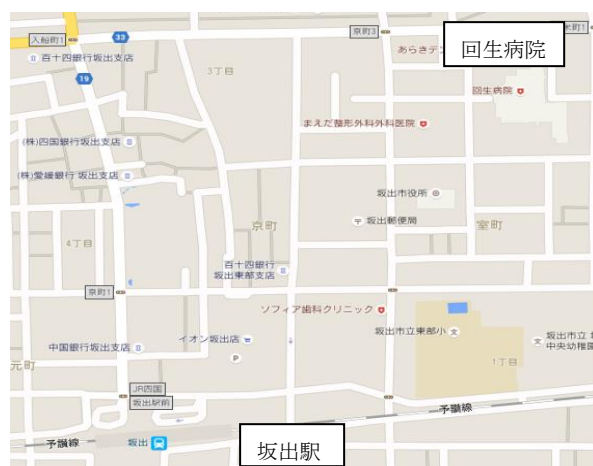 入船町1
33
京町3
米町1
あらきデン
回生病院
百十四銀行坂出支店
3丁目
19
回生病院
まえだ整形外科外科医院
(株)四国銀行坂出支店
(株)愛媛銀行 坂出支店
坂出市役所
京町
坂出郵便局
室町
4丁目
百十四銀行
坂出東部支店
京町1
ソフィア歯科クリニック
坂出市立東部小
坂出市立
中央幼稚園
中国銀行坂出支店
イオン坂出店
P
1丁目
元町
JR四国
坂出駅前
予讃線
予讃線
坂出
坂出駅